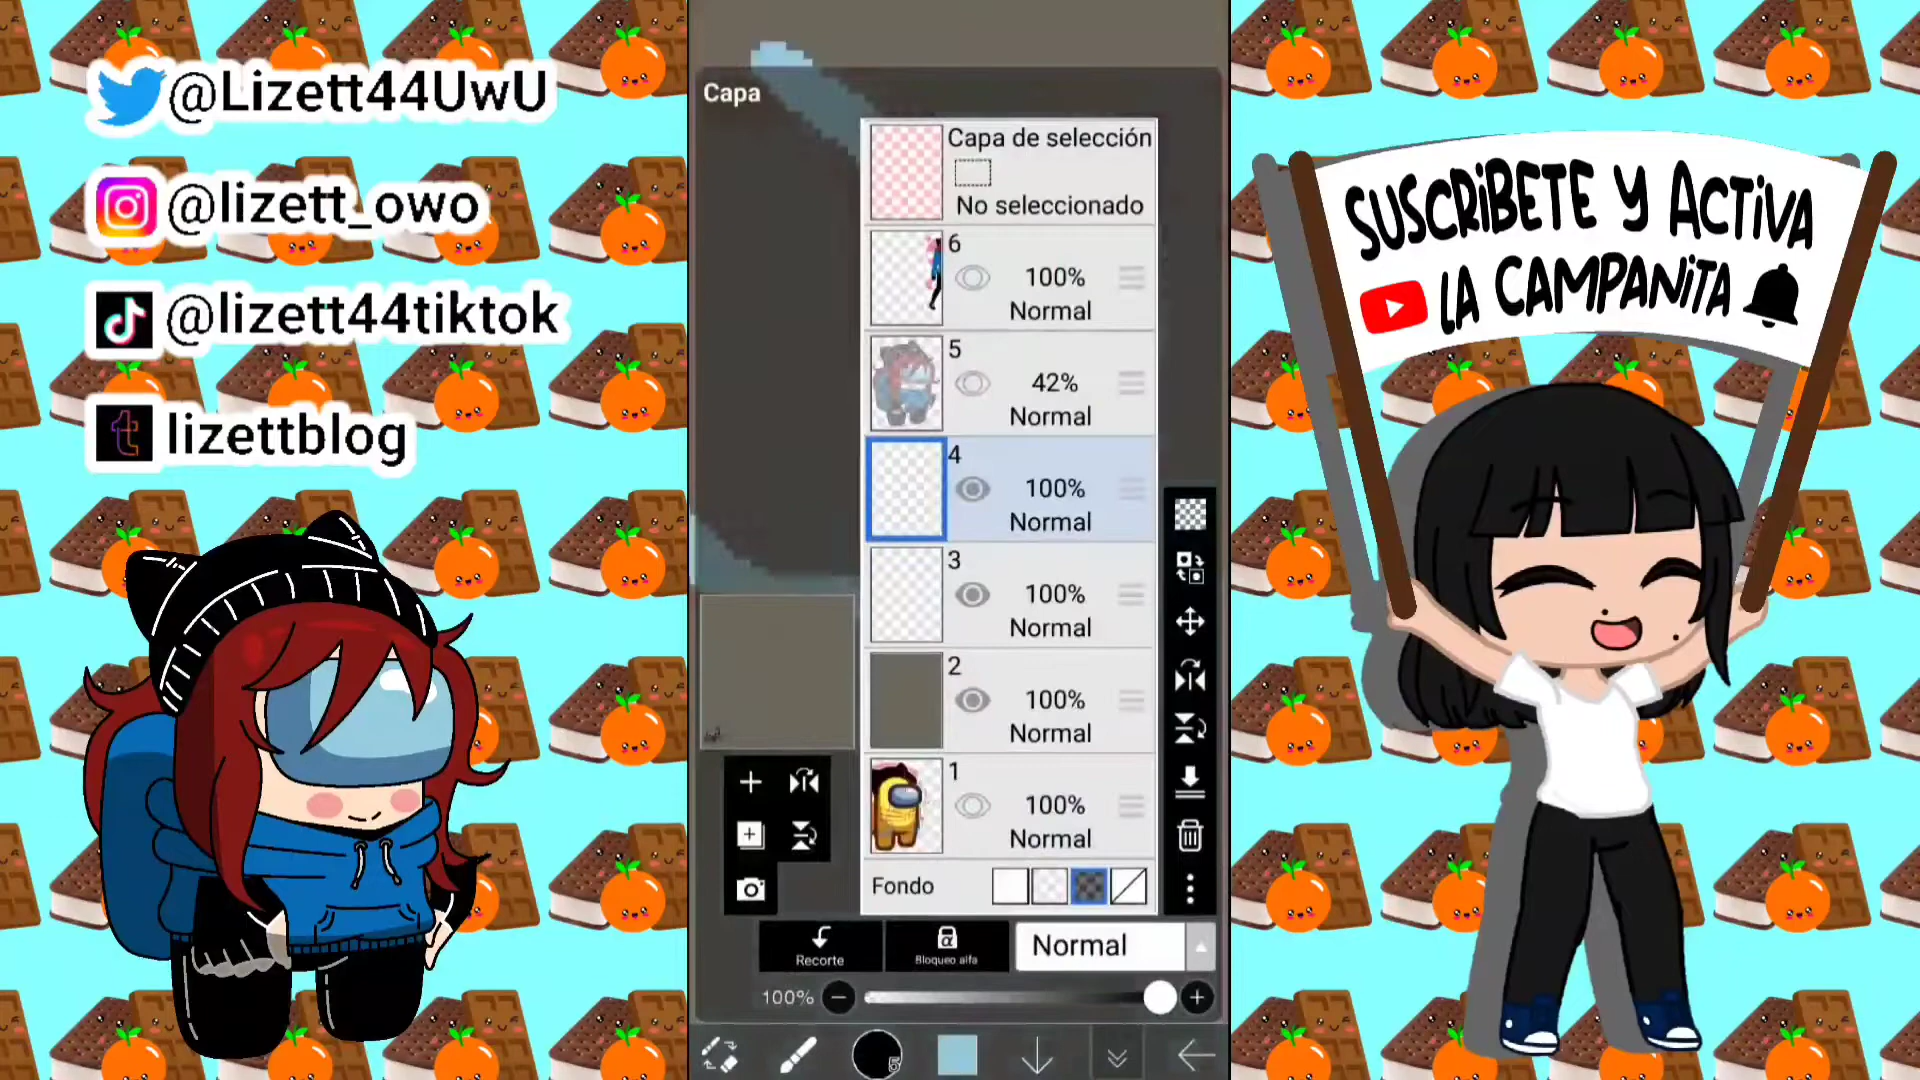 @Lizett44UwU
@lizett_owo
@lizett44tiktok
lizettblog
Capa
Capa de selección
No seleccionado
6
100%
Normal
5
42%
Normal
4
100%
Normal
3
100%
Normal
2
100%
Normal
1
100%
Normal
Fondo
Recorte
Bloqueo alfa
Normal
100%
SUSCRIBETE Y ACTIVA
LA CAMPANITA